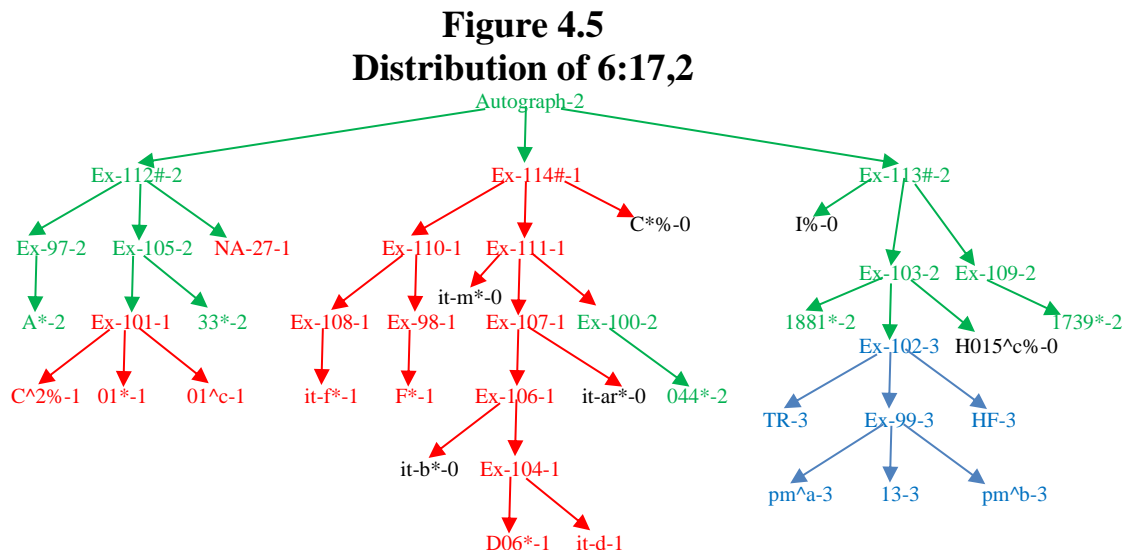 Figure 4.5
Distribution of 6:17,2
Autograph-2
Ex-112#-2 Ex-114#-1 Ex-113#-2
C*%-0 I%-0
Ex-97-2 Ex-105-2 NA-27-1 Ex-110-1 Ex-111-1
Ex-103-2 Ex-109-2
it-m*-0
A*-2 Ex-101-1 33*-2 Ex-108-1 Ex-98-1 Ex-107-1 Ex-100-2 1881*-2 1739*-2
Ex-102-3 H015^c%-0
C^2%-1 01*-1 01^c-1 it-f*-1 F*-1 Ex-106-1 it-ar*-0 044*-2
TR-3 Ex-99-3 HF-3
it-b*-0 Ex-104-1
pm^a-3 13-3 pm^b-3
D06*-1 it-d-1